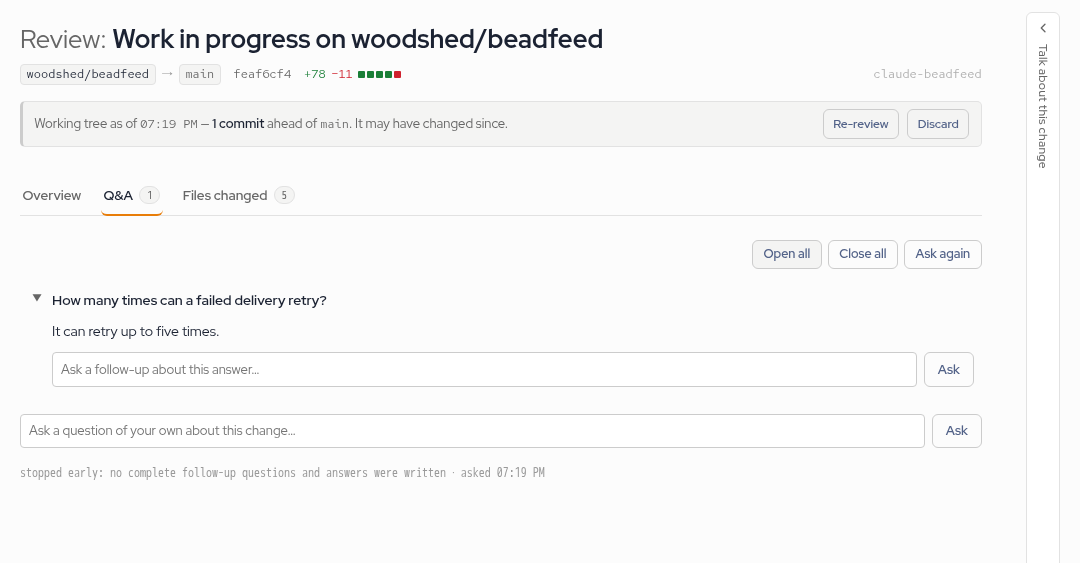 Review: Work in progress on woodshed/beadfeed
woodshed/beadfeed → main feaf6cf4 +78 −11 claude-beadfeed
Working tree as of 07:19 PM — 1 commit ahead of main. It may have changed since. Re-review Discard
Overview Q&A 1 Files changed 5
Open all Close all Ask again
▼ How many times can a failed delivery retry?
It can retry up to five times.
Ask a follow-up about this answer… Ask
Ask a question of your own about this change… Ask
stopped early: no complete follow-up questions and answers were written · asked 07:19 PM
Talk about this change